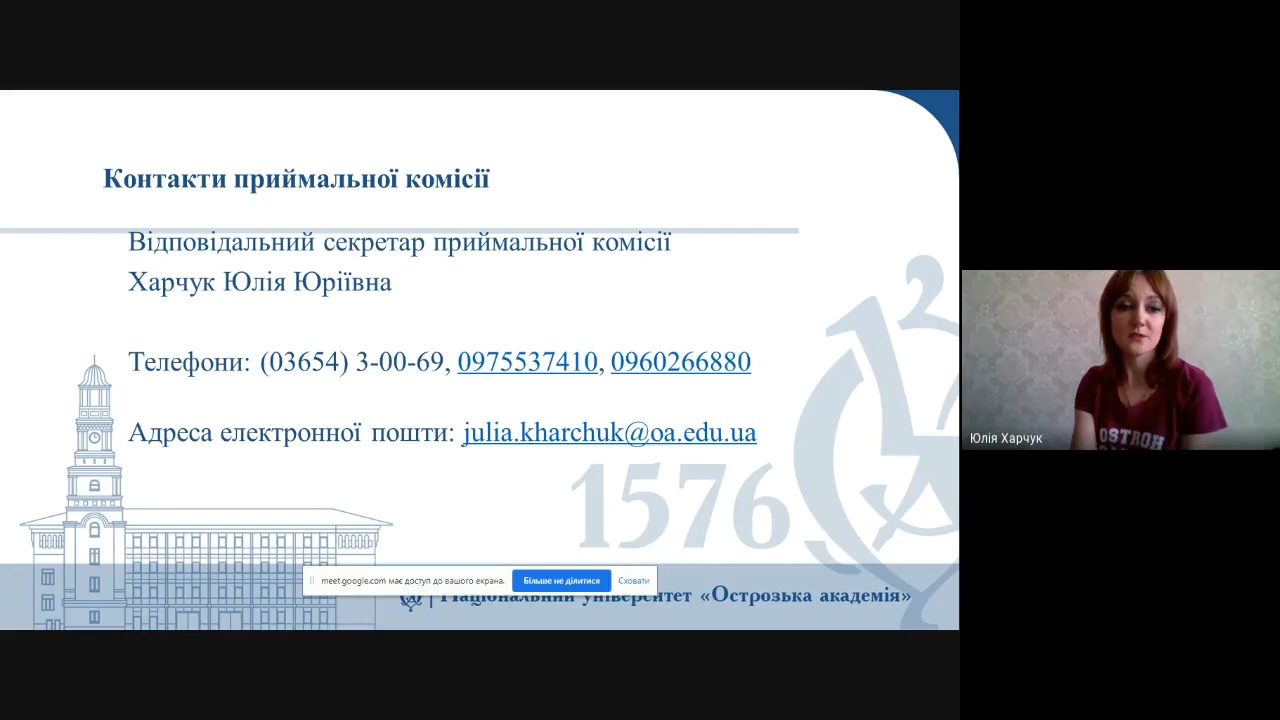 Контакти приймальної комісії
Відповідальний секретар приймальної комісії
Харчук Юлія Юріївна
Телефони: (03654) 3-00-69, 0975537410, 0960266880
Адреса електронної пошти: julia.kharchuk@oa.edu.ua
1576
meet.google.com має доступ до вашого екрана. Більше не ділитися Сховати
| Національний університет «Острозька академія»
Юлія Харчук
OSTROH